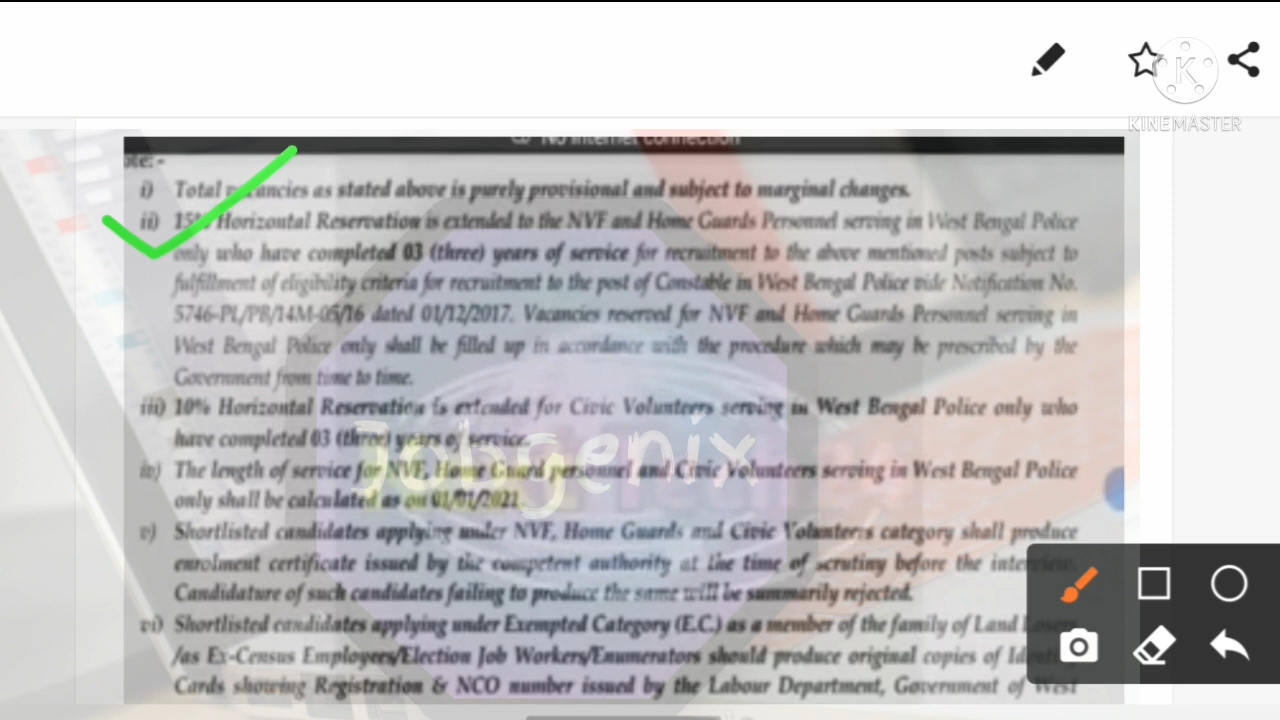 KINEMASTER
No internet connection
ote:-
i) Total vacancies as stated above is purely provisional and subject to marginal changes.
ii) 15% Horizontal Reservation is extended to the NVF and Home Guards Personnel serving in West Bengal Police
only who have completed 03 (three) years of service for recruitment to the above mentioned posts subject to
fulfillment of eligibility criteria for recruitment to the post of Constable in West Bengal Police vide Notification No.
5746-PL/PB/14M-05/16 dated 01/12/2017. Vacancies reserved for NVF and Home Guards Personnel serving in
West Bengal Police only shall be filled up in accordance with the procedure which may be prescribed by the
Government from time to time.
iii) 10% Horizontal Reservation is extended for Civic Volunteers serving in West Bengal Police only who
have completed 03 (three) years of service.
Jobgenix
iv) The length of service for NVF, Home Guard personnel and Civic Volunteers serving in West Bengal Police
only shall be calculated as on 01/01/2021.
v) Shortlisted candidates applying under NVF, Home Guards and Civic Volunteers category shall produce
enrolment certificate issued by the competent authority at the time of scrutiny before the interview.
Candidature of such candidates failing to produce the same will be summarily rejected.
vi) Shortlisted candidates applying under Exempted Category (E.C.) as a member of the family of Land Losers
/as Ex-Census Employees/Election Job Workers/Enumerators should produce original copies of
Cards showing Registration & NCO number issued by the Labour Department, Government of West